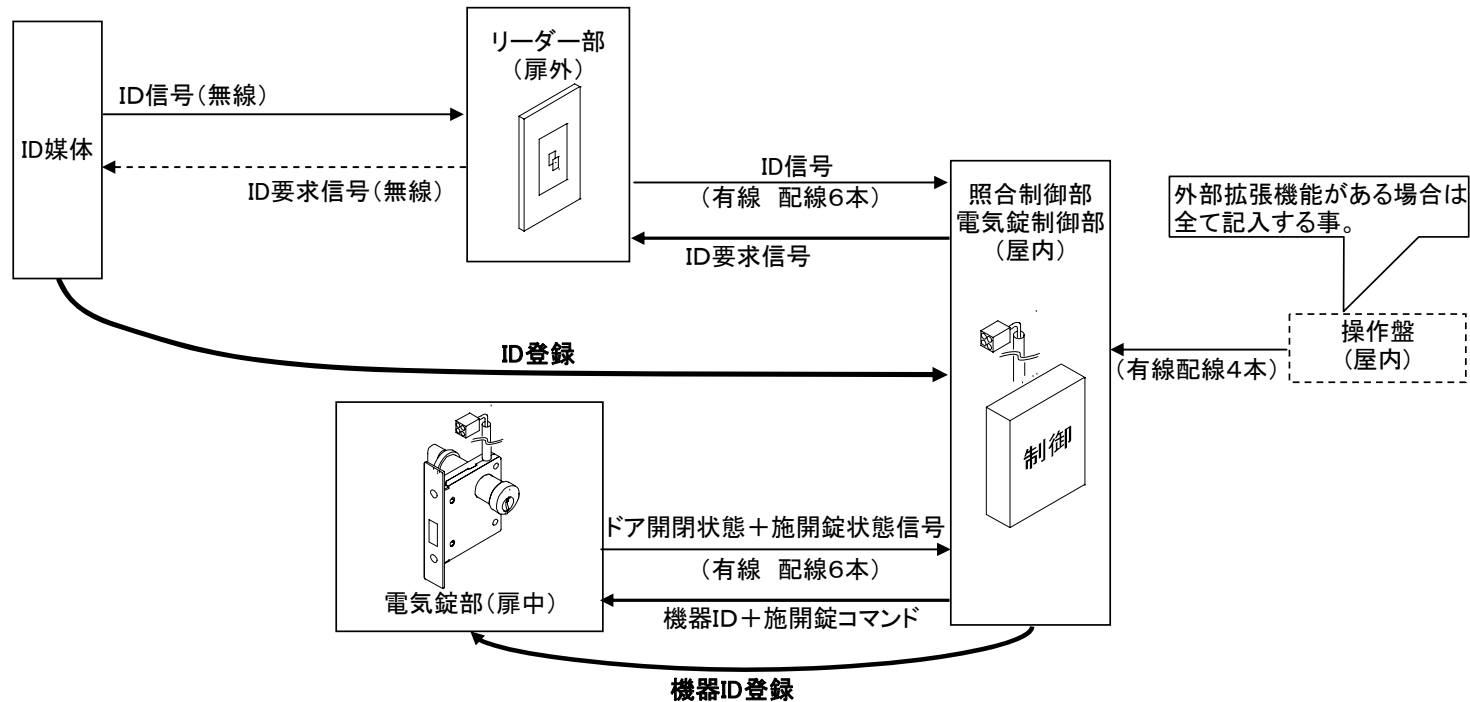 リーダー部
（扉外）
ID信号（無線）
ID媒体
ID要求信号（無線）
ID信号
（有線　配線６本）
ID要求信号
照合制御部
電気錠制御部
（屋内）
外部拡張機能がある場合は
全て記入する事。
操作盤
（屋内）
（有線配線４本）
ID登録
制御
ドア開閉状態＋施開錠状態信号
（有線　配線６本）
機器ID＋施開錠コマンド
電気錠部（扉中）
機器ID登録